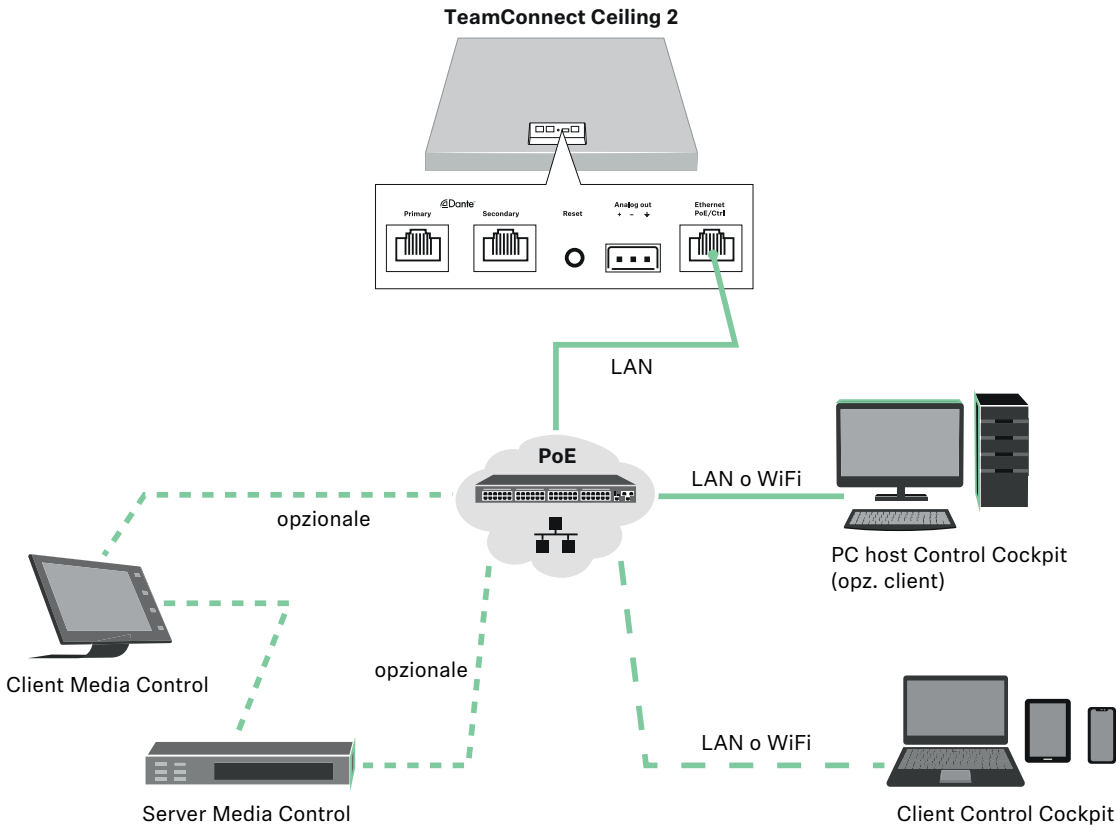 TeamConnect Ceiling 2
Dante
Primary
Secondary
Reset
Analog out
+ -
Ethernet
PoE/Ctrl
LAN
PoE
LAN o WiFi
opzionale
PC host Control Cockpit
(opz. client)
Client Media Control
opzionale
LAN o WiFi
Server Media Control
Client Control Cockpit